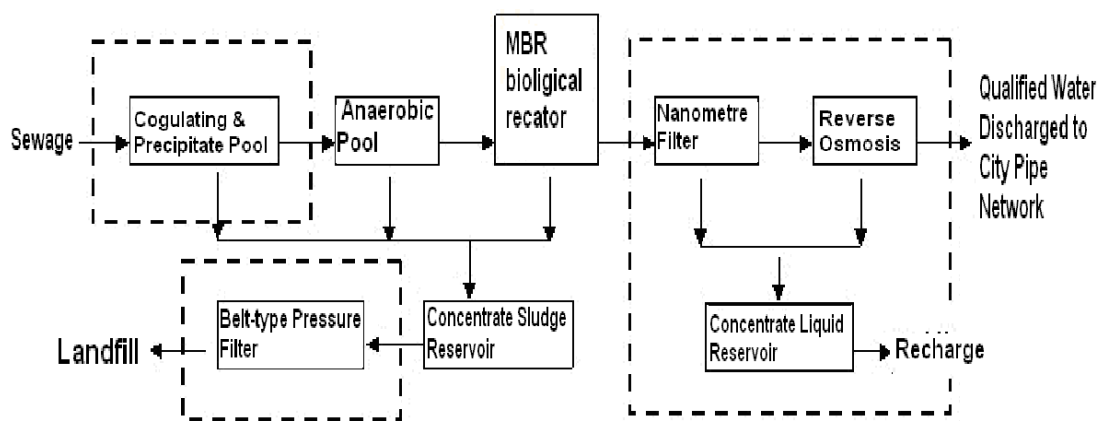 Sewage
Cogulating &
Precipitate Pool
Anaerobic
Pool
MBR
bioligical
recator
Nanometre
Filter
Reverse
Osmosis
Qualified Water
Discharged to
City Pipe
Network
Landfill
Belt-type Pressure
Filter
Concentrate Sludge
Reservoir
Concentrate Liquid
Reservoir
Recharge